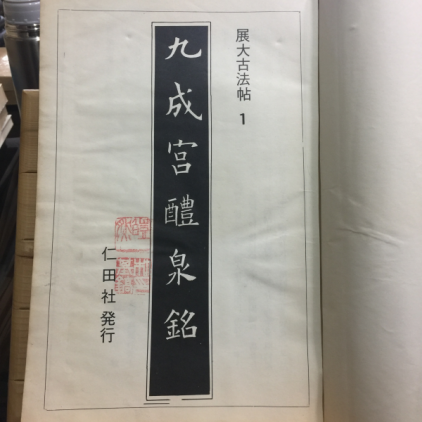 展大古法帖 1
九成宮醴泉銘
仁田社発行